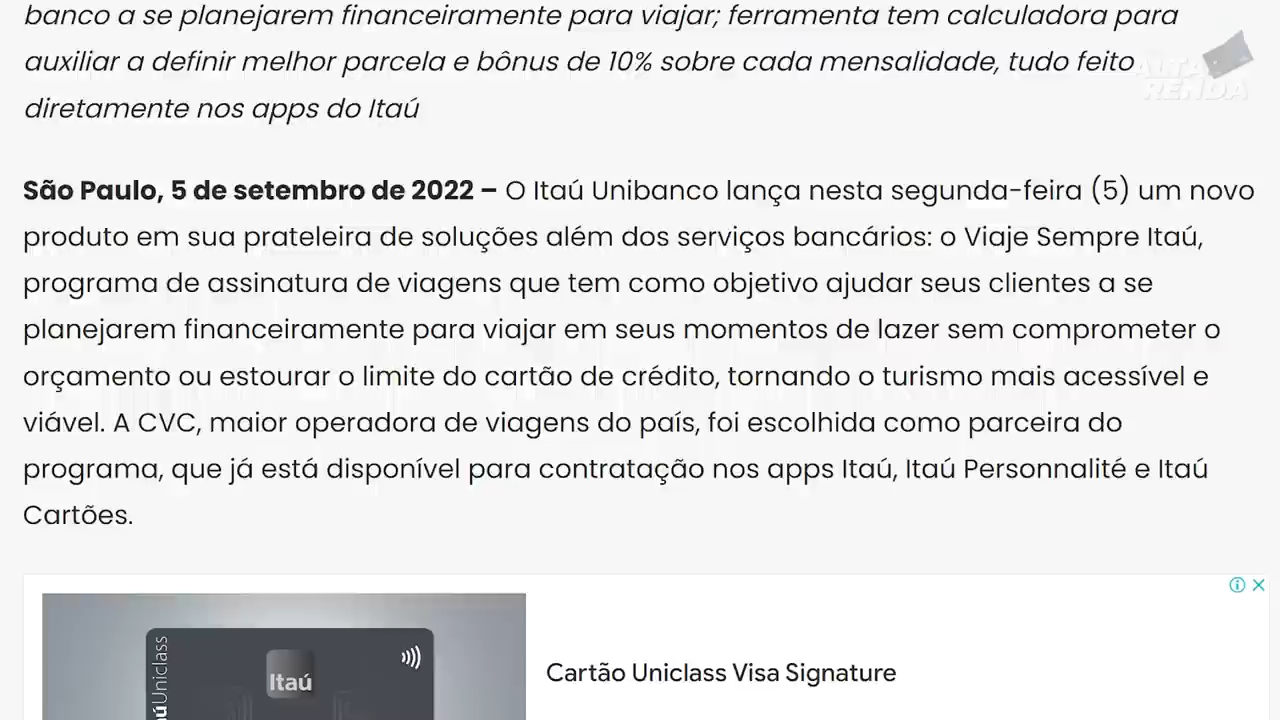 banco a se planejarem financeiramente para viajar; ferramenta tem calculadora para
auxiliar a definir melhor parcela e bônus de 10% sobre cada mensalidade, tudo feito
diretamente nos apps do Itaú
ALTA
RENDA
São Paulo, 5 de setembro de 2022 – O Itaú Unibanco lança nesta segunda-feira (5) um novo
produto em sua prateleira de soluções além dos serviços bancários: o Viaje Sempre Itaú,
programa de assinatura de viagens que tem como objetivo ajudar seus clientes a se
planejarem financeiramente para viajar em seus momentos de lazer sem comprometer o
orçamento ou estourar o limite do cartão de crédito, tornando o turismo mais acessível e
viável. A CVC, maior operadora de viagens do país, foi escolhida como parceira do
programa, que já está disponível para contratação nos apps Itaú, Itaú Personnalité e Itaú
Cartões.
Uniclass
Itaú
Cartão Uniclass Visa Signature